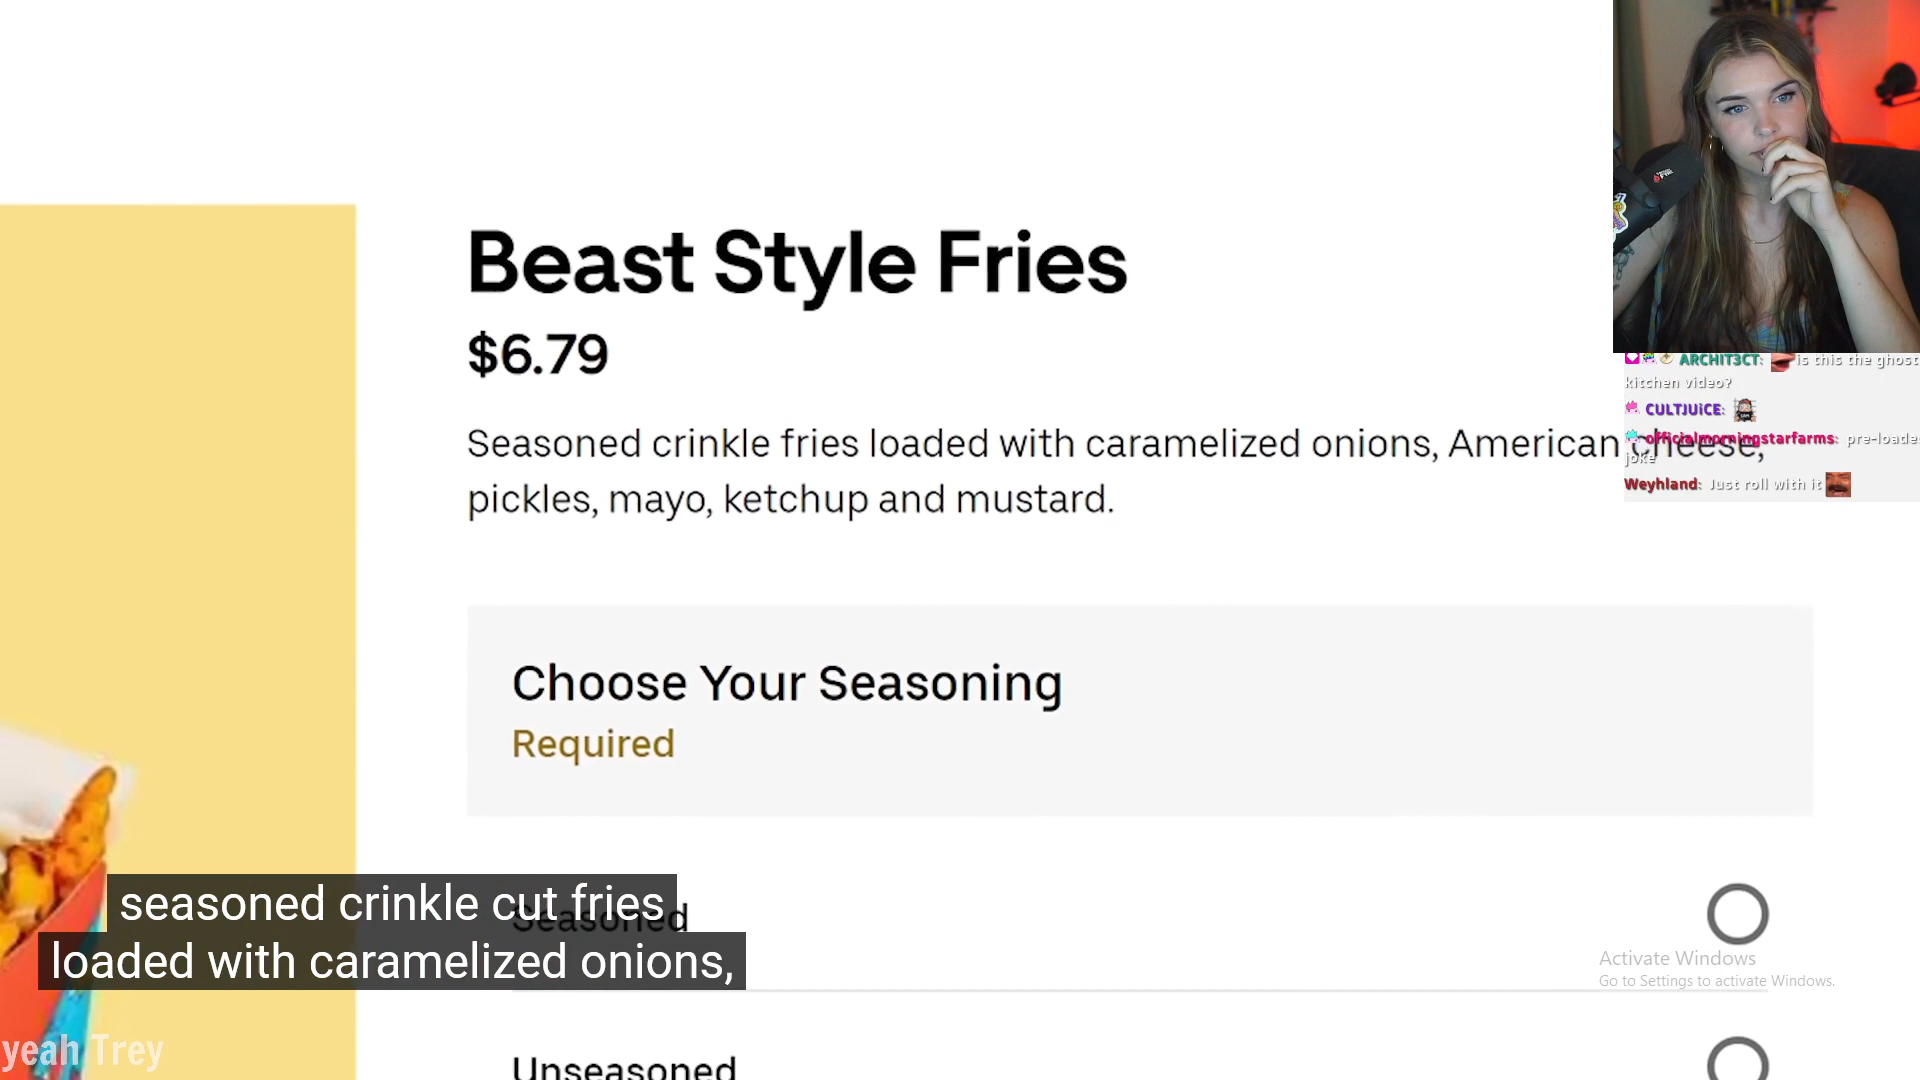 Beast Style Fries
$6.79
Seasoned crinkle fries loaded with caramelized onions, American cheese,
pickles, mayo, ketchup and mustard.
Choose Your Seasoning
Required
Seasoned
Unseasoned
seasoned crinkle cut fries
loaded with caramelized onions,
yeah Trey
ARCHIT3CT: is this the ghost
kitchen video?
CULTJUiCE:
officialmorningstarfarms: pre-loade
joke
Weyhland: Just roll with it
Activate Windows
Go to Settings to activate Windows.